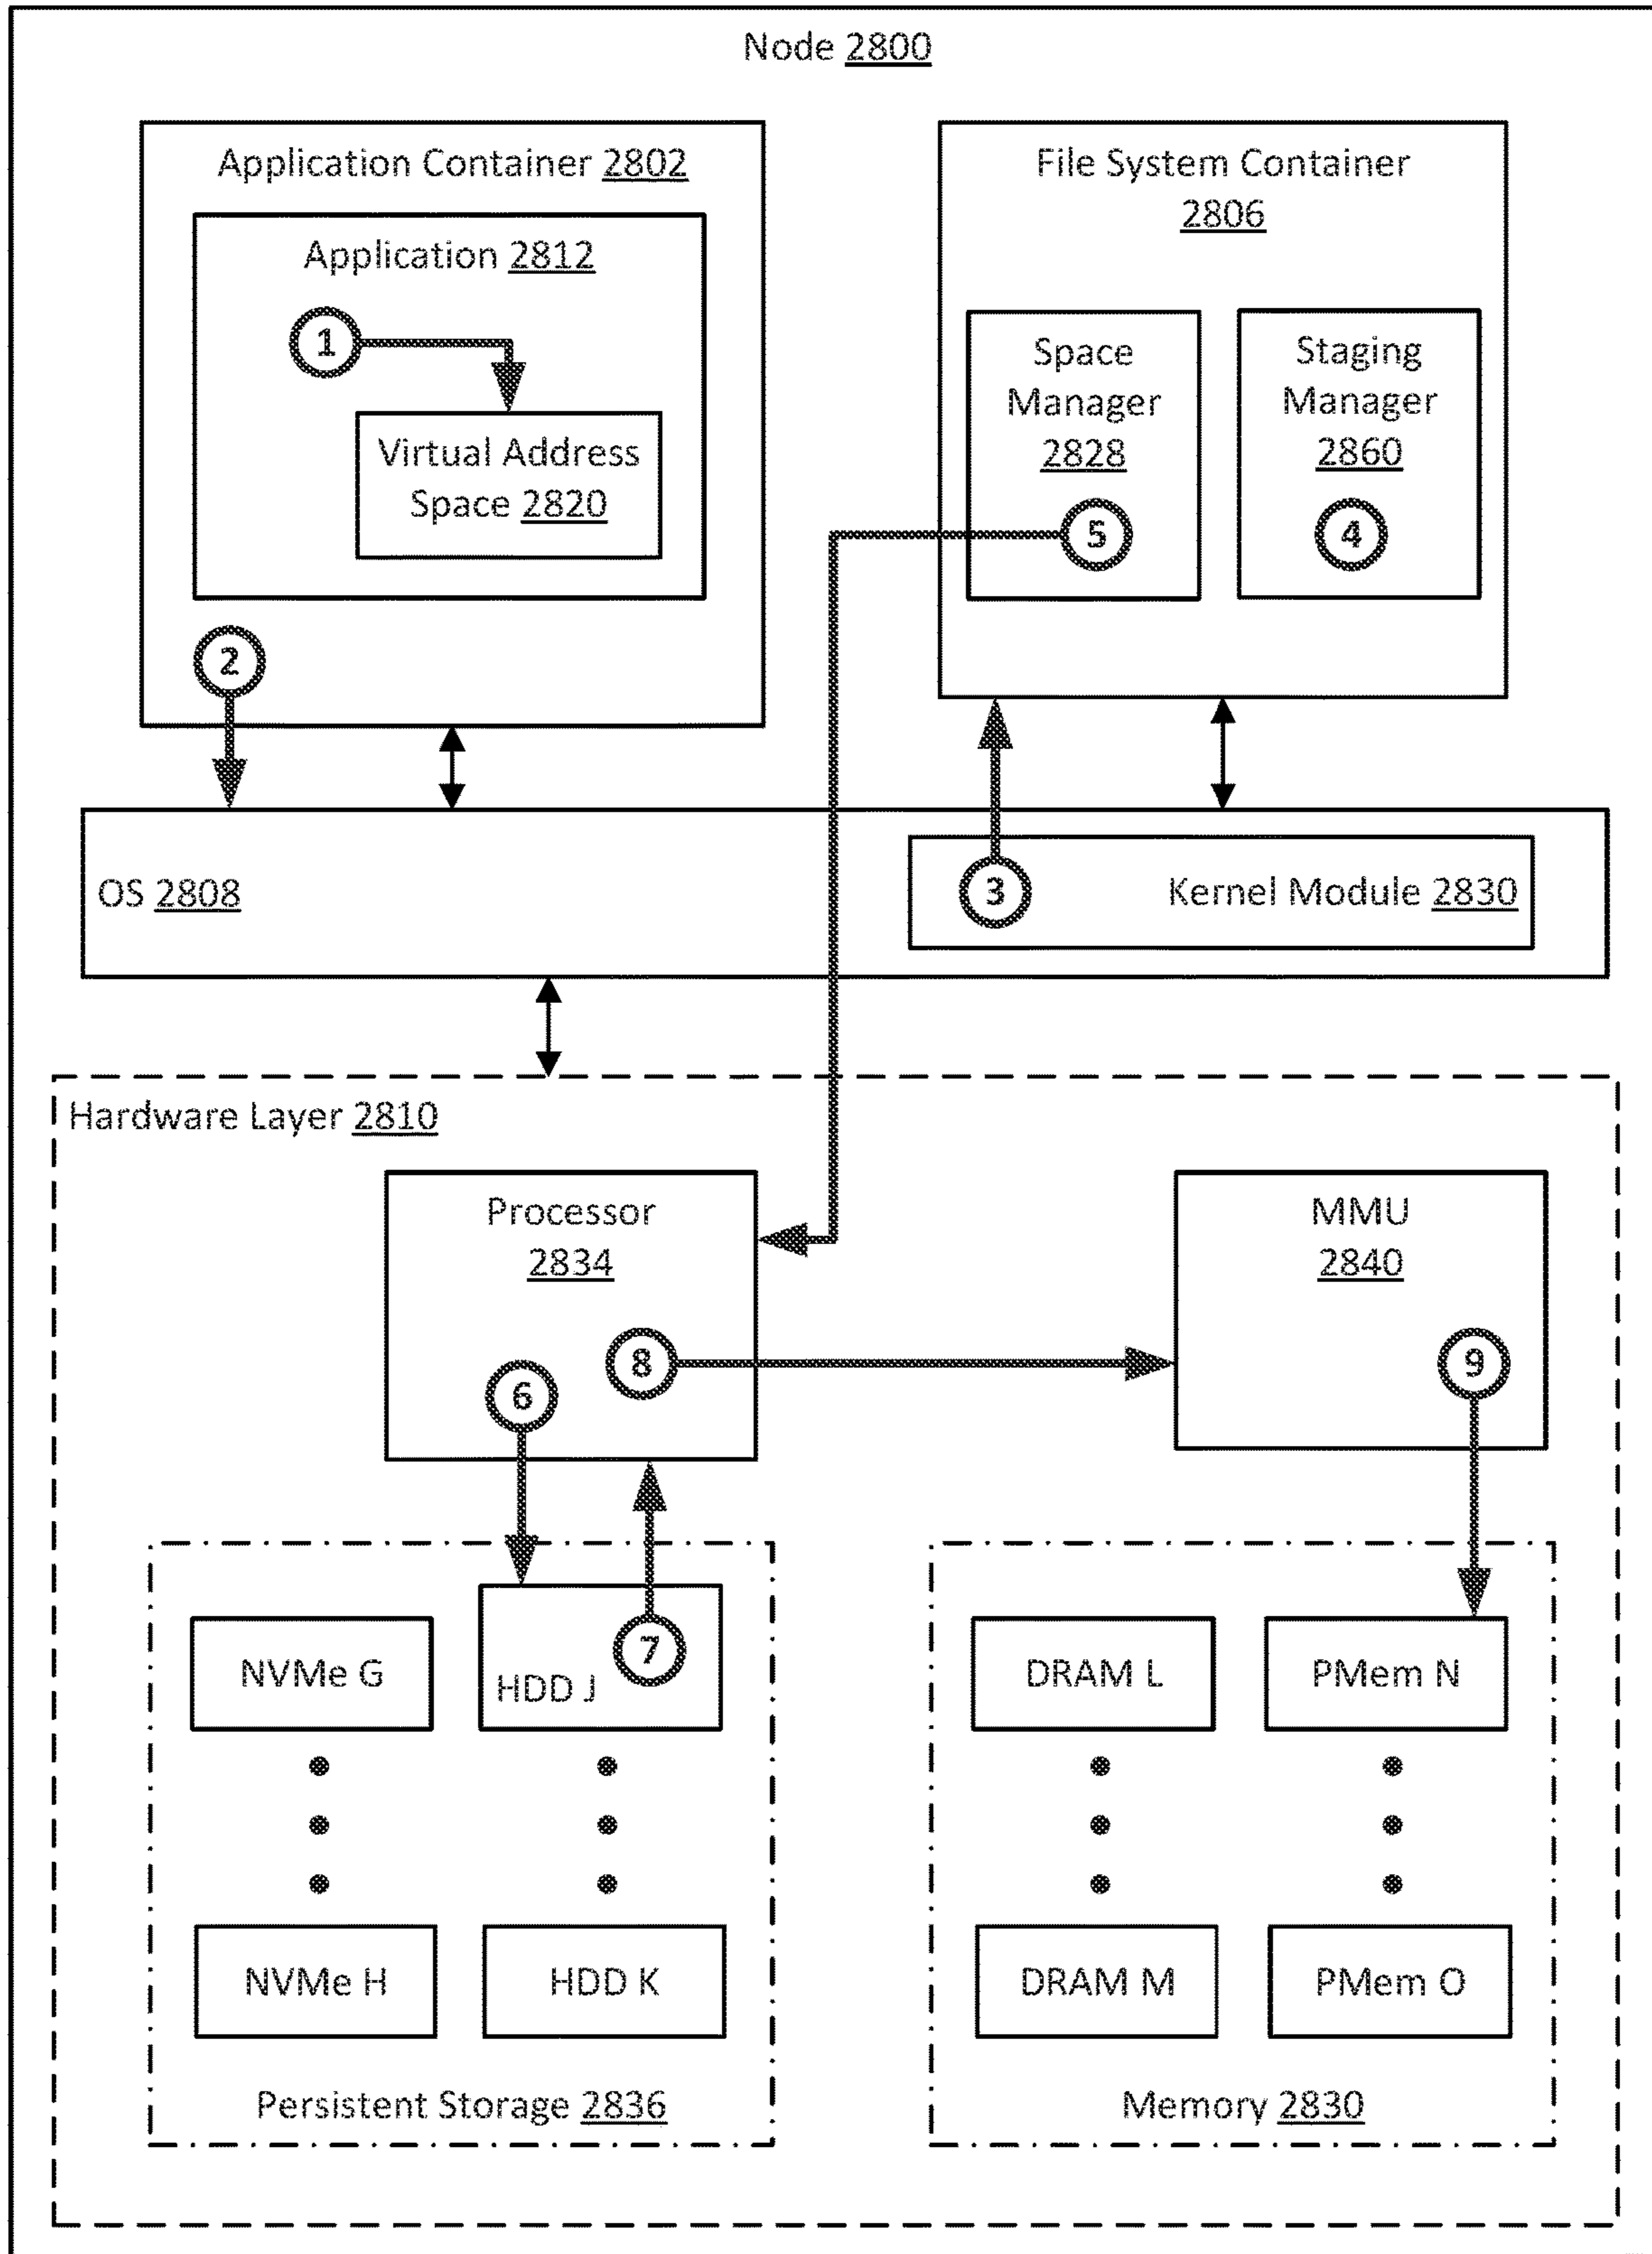 Node 2800
Application Container 2802
Application 2812
1
Virtual Address
Space 2820
2
File System Container
2806
Space
Manager
2828
5
Staging
Manager
2860
4
OS 2808
3
Kernel Module 2830
Hardware Layer 2810
Processor
2834
6
8
MMU
2840
9
NVMe G
HDD J
7
NVMe H
HDD K
Persistent Storage 2836
DRAM L
PMem N
DRAM M
PMem O
Memory 2830